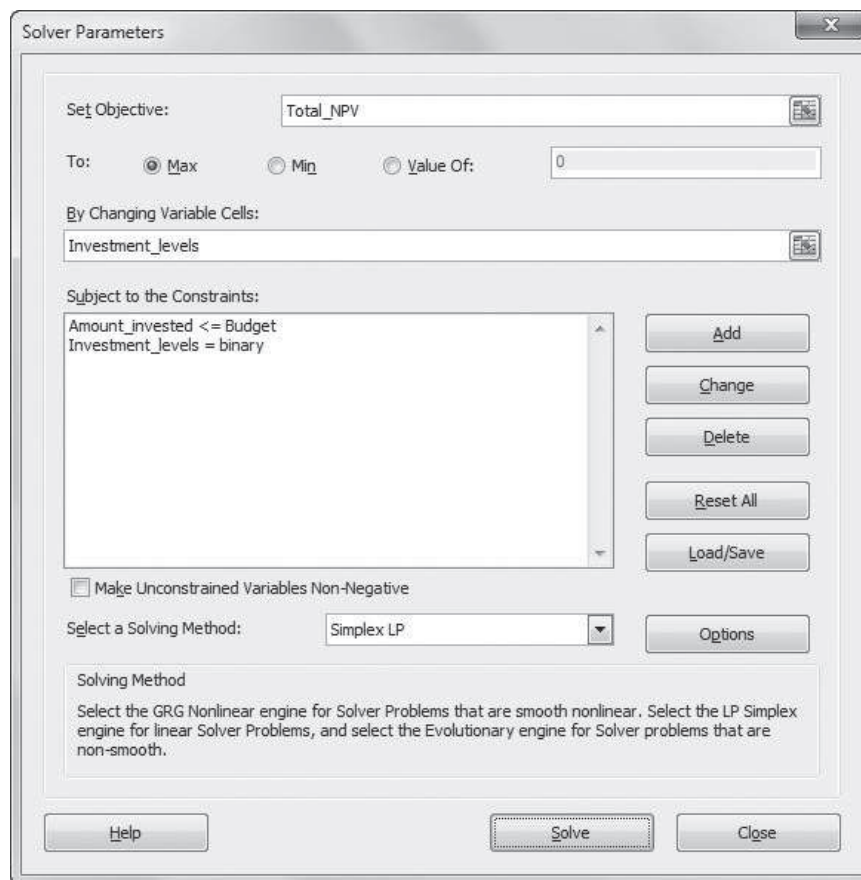 Solver Parameters
X
Set Objective:
Total_NPV
To:
Max
Min
Value Of:
0
By Changing Variable Cells:
Investment_levels
Subject to the Constraints:
Amount_invested <= Budget
Investment_levels = binary
Add
Change
Delete
Reset All
Load/Save
Make Unconstrained Variables Non-Negative
Select a Solving Method:
Simplex LP
Options
Solving Method
Select the GRG Nonlinear engine for Solver Problems that are smooth nonlinear. Select the LP Simplex
engine for linear Solver Problems, and select the Evolutionary engine for Solver problems that are
non-smooth.
Help
Solve
Close